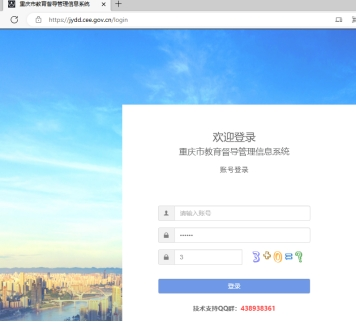 重庆市教育督导管理信息系统
https://jydd.cee.gov.cn/login
欢迎登录
重庆市教育督导管理信息系统
账号登录
请输入账号
••••••
3
3+0=?
登录
技术支持QQ群：438938361